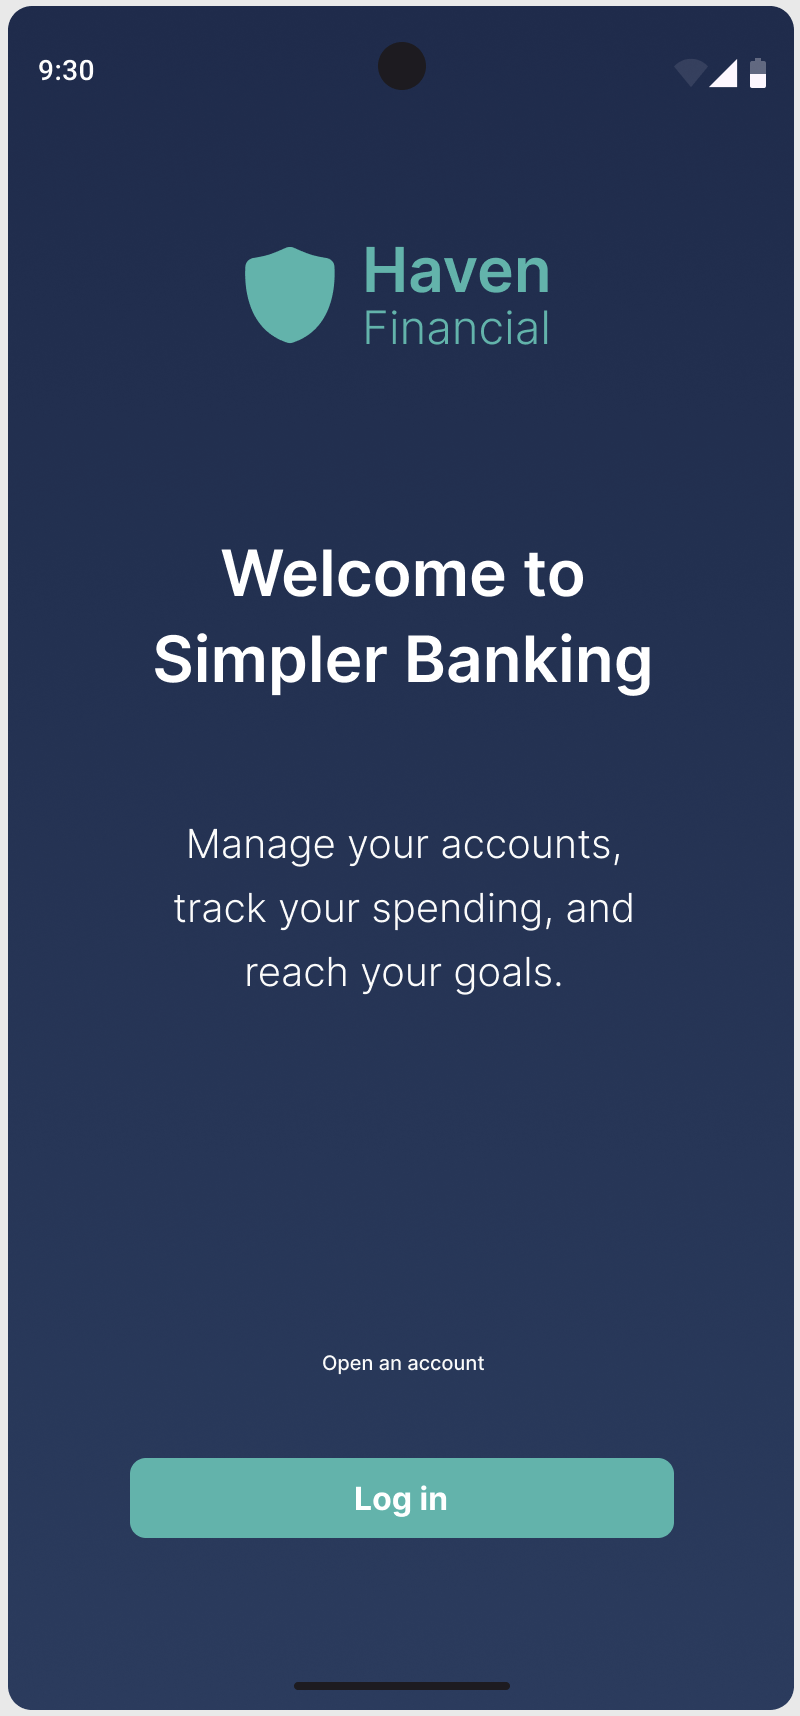 9:30
Haven
Financial
Welcome to
Simpler Banking
Manage your accounts,
track your spending, and
reach your goals.
Open an account
Log in